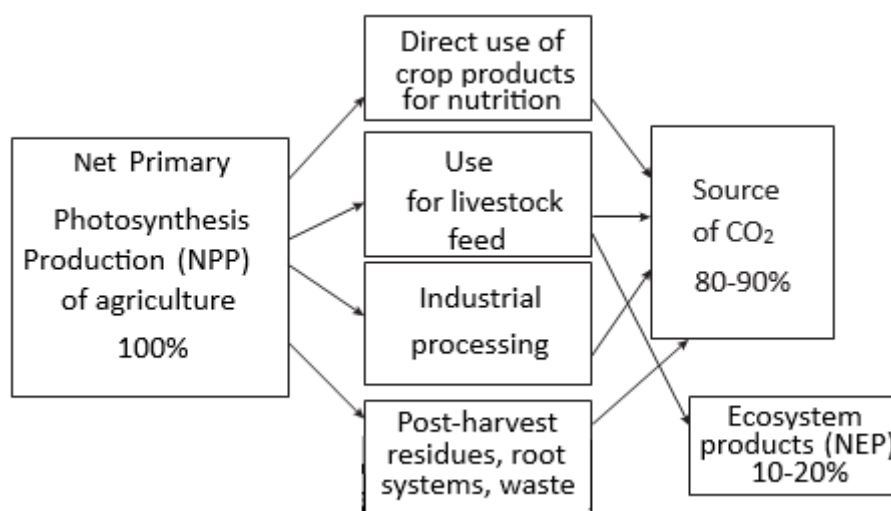 Net Primary
Photosynthesis
Production (NPP)
of agriculture
100%
Direct use of
crop products
for nutrition
Use
for livestock
feed
Industrial
processing
Post-harvest
residues, root
systems, waste
Source
of CO₂
80-90%
Ecosystem
products (NEP)
10-20%